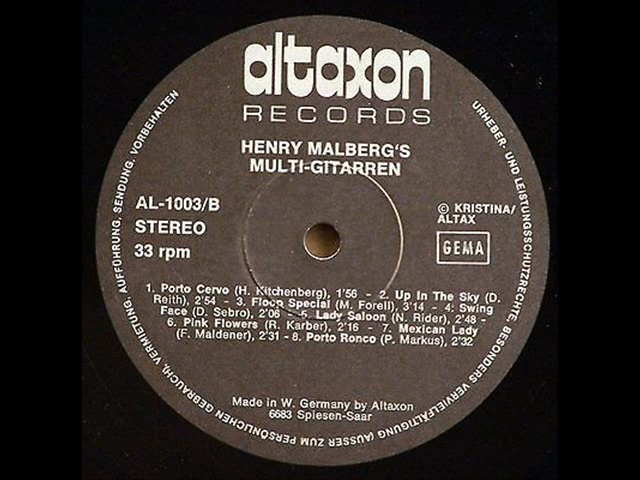 altaxon
RECORDS
HENRY MALBERG'S
MULTI-GITARREN
AL-1003/B
STEREO
33 rpm
© KRISTINA/
ALTAX
GEMA
1. Porto Cervo (H. Kitchenberg), 1'56 - 2. Up In The Sky (D.
Reith), 2'54 - 3. Floop Special (M. Forell), 3'14 - 4: Swing
Face (D. Sebro), 2'06 - 5. Lady Saloon (N. Rider), 2'48 -
6. Pink Flowers (R. Karber), 2'16 - 7. Mexican Lady
(F. Maldener), 2'31 - 8. Porto Ronco (P. Markus), 2'32
Made in W. Germany by Altaxon
6683 Spiesen-Saar
URHEBER- UND LEISTUNGSSCHUTZRECHTE, BESONDERS VERVIELFÄLTIGUNG (AUSSER ZUM PERSÖNLICHEN GEBRAUCH), VERMIETUNG, AUFFÜHRUNG, SENDUNG, VORBEHALTEN